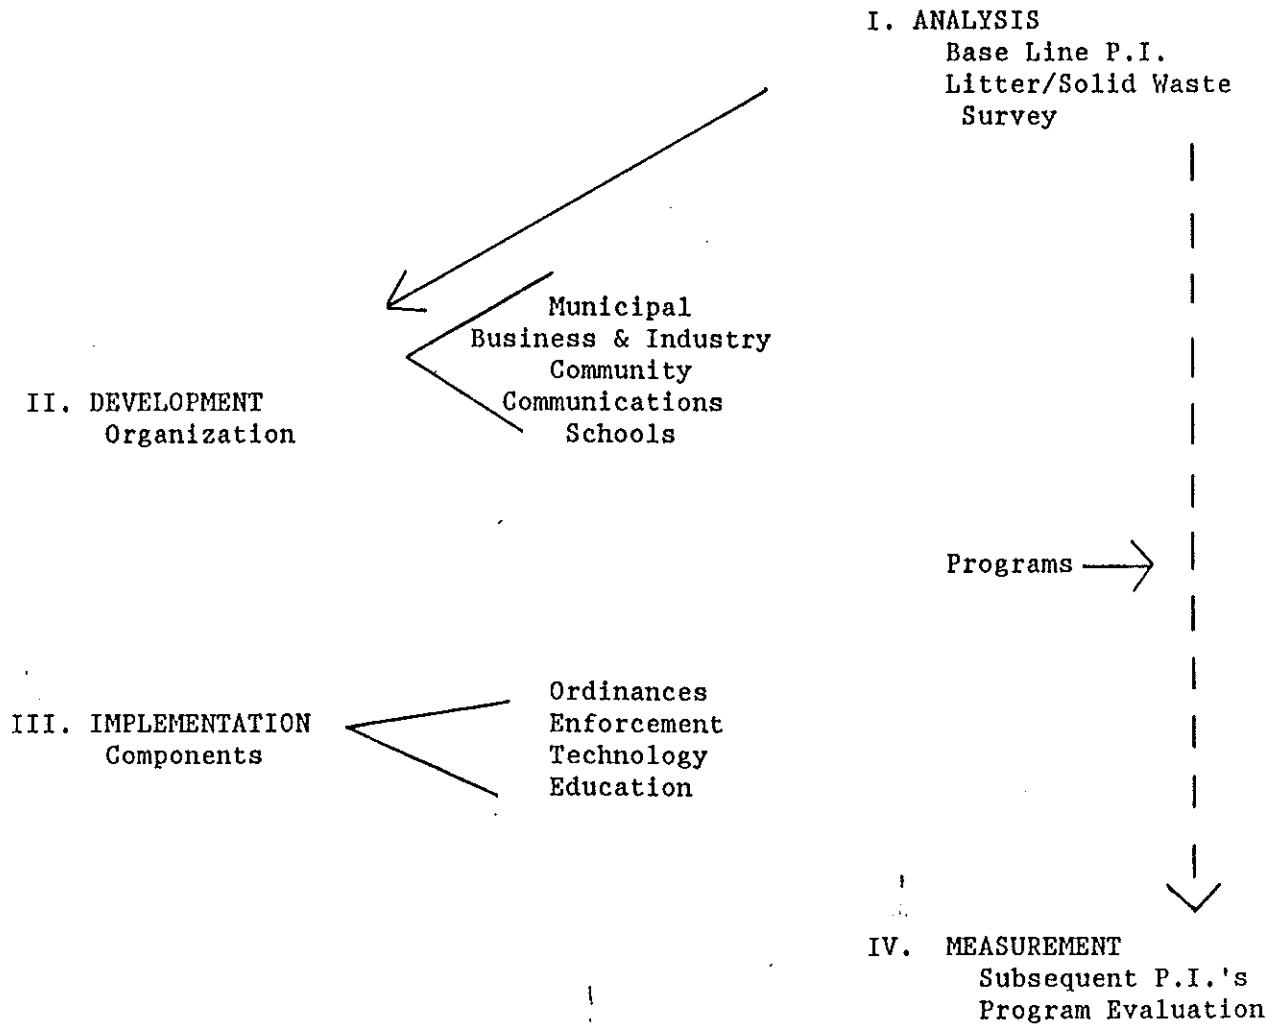 I. ANALYSIS
Base Line P.I.
Litter/Solid Waste
Survey
II. DEVELOPMENT
Organization
Municipal
Business & Industry
Community
Communications
Schools
Programs
III. IMPLEMENTATION
Components
Ordinances
Enforcement
Technology
Education
IV. MEASUREMENT
Subsequent P.I.'s
Program Evaluation